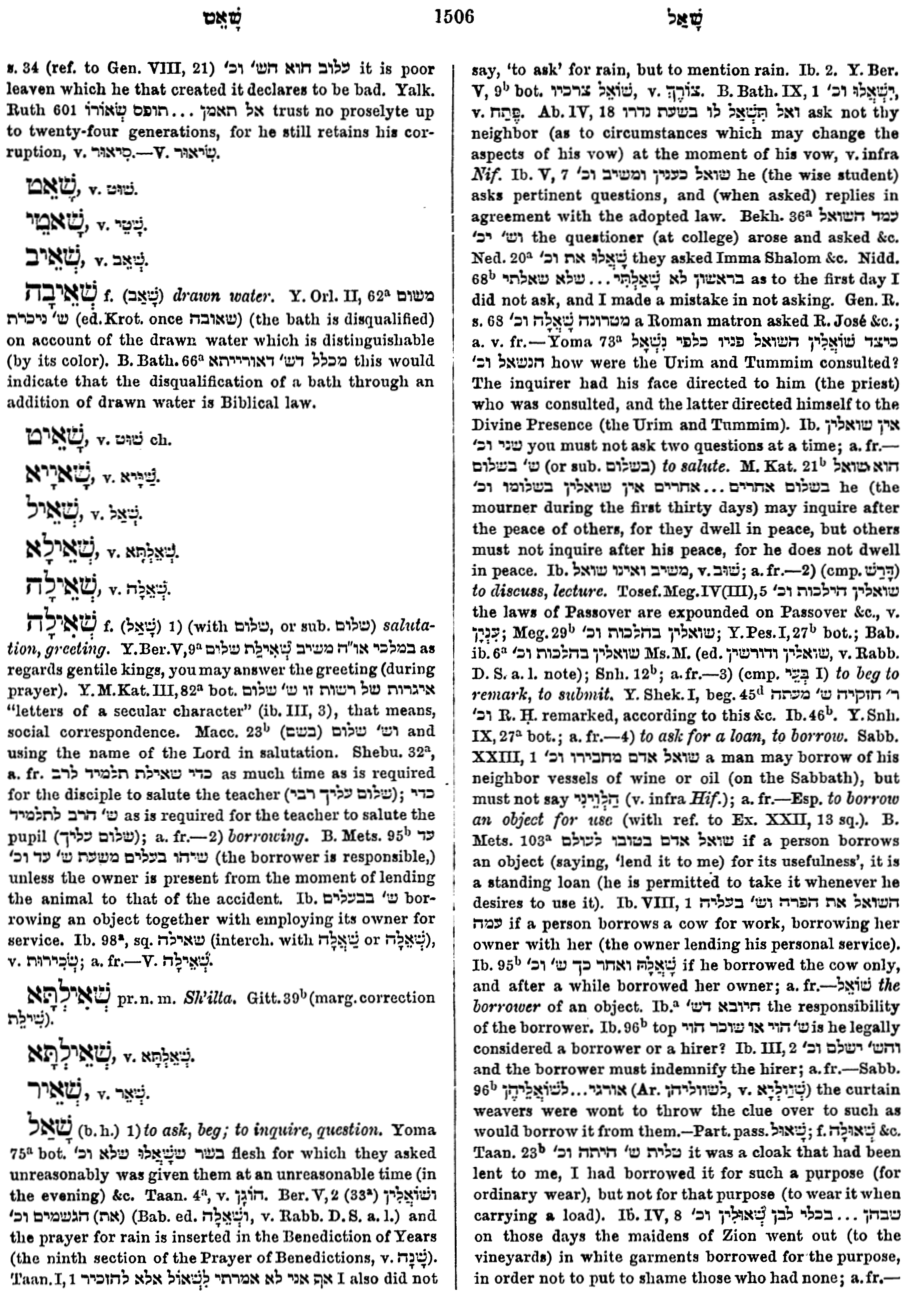 שָׁאֵט
1506
שָׁאַל
s. 34 (ref. to Gen. VIII, 21) עלוב הוא הש׳ וכ׳ it is poor
leaven which he that created it declares to be bad. Yalk.
Ruth 601 אל תאמן ... תופס שְׂאוֹרוֹ trust no proselyte up
to twenty-four generations, for he still retains his cor-
ruption, v. סִיאוּר.—V. שִׂיאוּר.
שָׁאֵט, v. שׁוּט.
שָׁאטֵי, v. שָׁטֵי.
שְׁאֵיב, v. שְׁאַב.
שְׁאֵיבָה f. (שָׁאַב) drawn water. Y. Orl. II, 62ᵃ משום
ש׳ ניכרת (ed. Krot. once שאובה) (the bath is disqualified)
on account of the drawn water which is distinguishable
(by its color). B. Bath. 66ᵃ מכלל דש׳ דאורייתא this would
indicate that the disqualification of a bath through an
addition of drawn water is Biblical law.
שָׁאֵיט, v. שׁוּט ch.
שָׁאיְיא, v. שָׁיְיא.
שְׁאֵיל, v. שְׁאַל.
שְׁאֵילָא, v. שְׁאֶלְתָּא.
שְׁאֵילָה, v. שְׁאֵלָה.
שְׁאִילָה f. (שָׁאַל) 1) (with שלום, or sub. שלום) saluta-
tion, greeting. Y. Ber. V, 9ᵃ במלכי או״ח משיב שְׁאִילַת שלום as
regards gentile kings, you may answer the greeting (during
prayer). Y. M. Kat. III, 82ᵃ bot. איגרות של רשות זו ש׳ שלום
“letters of a secular character” (ib. III, 3), that means,
social correspondence. Macc. 23ᵇ וש׳ שלום (בשם) and
using the name of the Lord in salutation. Shebu. 32ᵃ,
a. fr. כדי שאילת תלמיד לרב as much time as is required
for the disciple to salute the teacher (שלום עליך רבי); כדי
ש׳ הרב לתלמיד as is required for the teacher to salute the
pupil (שלום עליך); a. fr.—2) borrowing. B. Mets. 95ᵇ עד
שיהו בעלים משעת ש׳ עד וכ׳ (the borrower is responsible,)
unless the owner is present from the moment of lending
the animal to that of the accident. Ib. ש׳ בבעלים bor-
rowing an object together with employing its owner for
service. Ib. 98ᵃ, sq. שאילה (interch. with שַׁאֲלָה or שְׁאֵלָה),
v. שְׂכִירוּת; a. fr.—V. שְׁאֵילָה.
שְׁאִילְתָּא pr. n. m. Sh’illa. Gitt. 39ᵇ (marg. correction
שִׁילַת).
שְׁאֵילְתָּא, v. שְׁאֶלְתָּא.
שְׁאֵיר, v. שְׁאַר.
שָׁאַל (b. h.) 1) to ask, beg; to inquire, question. Yoma
75ᵃ bot. בשר ששָּׁאֲלוּ שלא וכ׳ flesh for which they asked
unreasonably was given them at an unreasonable time (in
the evening) &c. Taan. 4ᵃ, v. הוֹגֶן. Ber. V, 2 (33ᵃ) ושׁוֹאֲלִין
(את) הגשמים וכ׳ (Bab. ed. וּשְׁאֵלָה, v. Rabb. D. S. a. l.) and
the prayer for rain is inserted in the Benediction of Years
(the ninth section of the Prayer of Benedictions, v. שָׁנָה).
Taan. I, 1 אף אני לא אמרתי לִשְׁאוֹל אלא להזכיר I also did not
say, ‘to ask’ for rain, but to mention rain. Ib. 2. Y. Ber.
V, 9ᵇ bot. שׁוֹאֵל צרכיו, v. צוֹרֶךְ. B. Bath. IX, 1 יִשְׁאֲלוּ וכ׳,
v. פֶּתַח. Ab. IV, 18 ואל תִּשְׁאַל לו בשעת נדרו ask not thy
neighbor (as to circumstances which may change the
aspects of his vow) at the moment of his vow, v. infra
Nif. Ib. V, 7 שואל כענין ומשיב וכ׳ he (the wise student)
asks pertinent questions, and (when asked) replies in
agreement with the adopted law. Bekh. 36ᵃ עמד השואל
וש׳ וכ׳ the questioner (at college) arose and asked &c.
Ned. 20ᵃ שָׁאֲלוּ את וכ׳ they asked Imma Shalom &c. Nidd.
68ᵇ בראשון לא שָׁאַלְתִּי ... שלא שאלתי as to the first day I
did not ask, and I made a mistake in not asking. Gen. R.
s. 68 מטרונה שָׁאֲלָה וכ׳ a Roman matron asked R. José &c.;
a. v. fr.—Yoma 73ᵃ כיצד שׁוֹאֲלִין השואל פניו כלפי נִשְׁאָל
הנשאל וכ׳ how were the Urim and Tummim consulted?
The inquirer had his face directed to him (the priest)
who was consulted, and the latter directed himself to the
Divine Presence (the Urim and Tummim). Ib. אין שואלין
שני וכ׳ you must not ask two questions at a time; a. fr.—
ש׳ בשלום (or sub. בשלום) to salute. M. Kat. 21ᵇ הוא שואל
בשלום אחרים ... אחרים אין שואלין בשלומו וכ׳ he (the
mourner during the first thirty days) may inquire after
the peace of others, for they dwell in peace, but others
must not inquire after his peace, for he does not dwell
in peace. Ib. משיב ואינו שואל, v. שׁוּב; a. fr.—2) (cmp. דָּרַשׁ)
to discuss, lecture. Tosef. Meg. IV (III), 5 שואלין הילכות וכ׳
the laws of Passover are expounded on Passover &c., v.
עִנְיָן; Meg. 29ᵇ שואלין בהלכות וכ׳; Y. Pes. I, 27ᵇ bot.; Bab.
ib. 6ᵃ שואלין בהלכות וכ׳ Ms. M. (ed. שואלין ודורשין, v. Rabb.
D. S. a. l. note); Snh. 12ᵇ; a. fr.—3) (cmp. בְּעֵי I) to beg to
remark, to submit. Y. Shek. I, beg. 45ᵈ ר׳ חזקיה ש׳ מעתה
וכ׳ R. Ḥ. remarked, according to this &c. Ib. 46ᵇ. Y. Snh.
IX, 27ᵃ bot.; a. fr.—4) to ask for a loan, to borrow. Sabb.
XXIII, 1 שואל אדם מחבירו וכ׳ a man may borrow of his
neighbor vessels of wine or oil (on the Sabbath), but
must not say הַלְוֵינִי (v. infra Hif.); a. fr.—Esp. to borrow
an object for use (with ref. to Ex. XXII, 13 sq.). B.
Mets. 103ᵃ שואל אדם בטובו לעולם if a person borrows
an object (saying, ‘lend it to me) for its usefulness’, it is
a standing loan (he is permitted to take it whenever he
desires to use it). Ib. VIII, 1 השואל את הפרה וש׳ בעליה
עמה if a person borrows a cow for work, borrowing her
owner with her (the owner lending his personal service).
Ib. 95ᵇ שְׁאָלָהּ ואחר כך ש׳ וכ׳ if he borrowed the cow only,
and after a while borrowed her owner; a. fr.—שׁוֹאֵל the
borrower of an object. Ib.ᵃ חיובא דש׳ the responsibility
of the borrower. Ib. 96ᵇ top ש׳ הוי או שוכר הוי is he legally
considered a borrower or a hirer? Ib. III, 2 והש׳ ישלם וכ׳
and the borrower must indemnify the hirer; a. fr.—Sabb.
96ᵇ אורגי...לשׁוֹאֲלֵיהֶן (Ar. לשווליהן, v. שְׁוַולְיָא) the curtain
weavers were wont to throw the clue over to such as
would borrow it from them.—Part. pass. שָׁאוּל; f. שְׁאוּלָה &c.
Taan. 23ᵇ טלית ש׳ היתה וכ׳ it was a cloak that had been
lent to me, I had borrowed it for such a purpose (for
ordinary wear), but not for that purpose (to wear it when
carrying a load). Ib. IV, 8 שבהן ... בכלי לבן שְׁאוּלִין וכ׳
on those days the maidens of Zion went out (to the
vineyards) in white garments borrowed for the purpose,
in order not to put to shame those who had none; a. fr.—